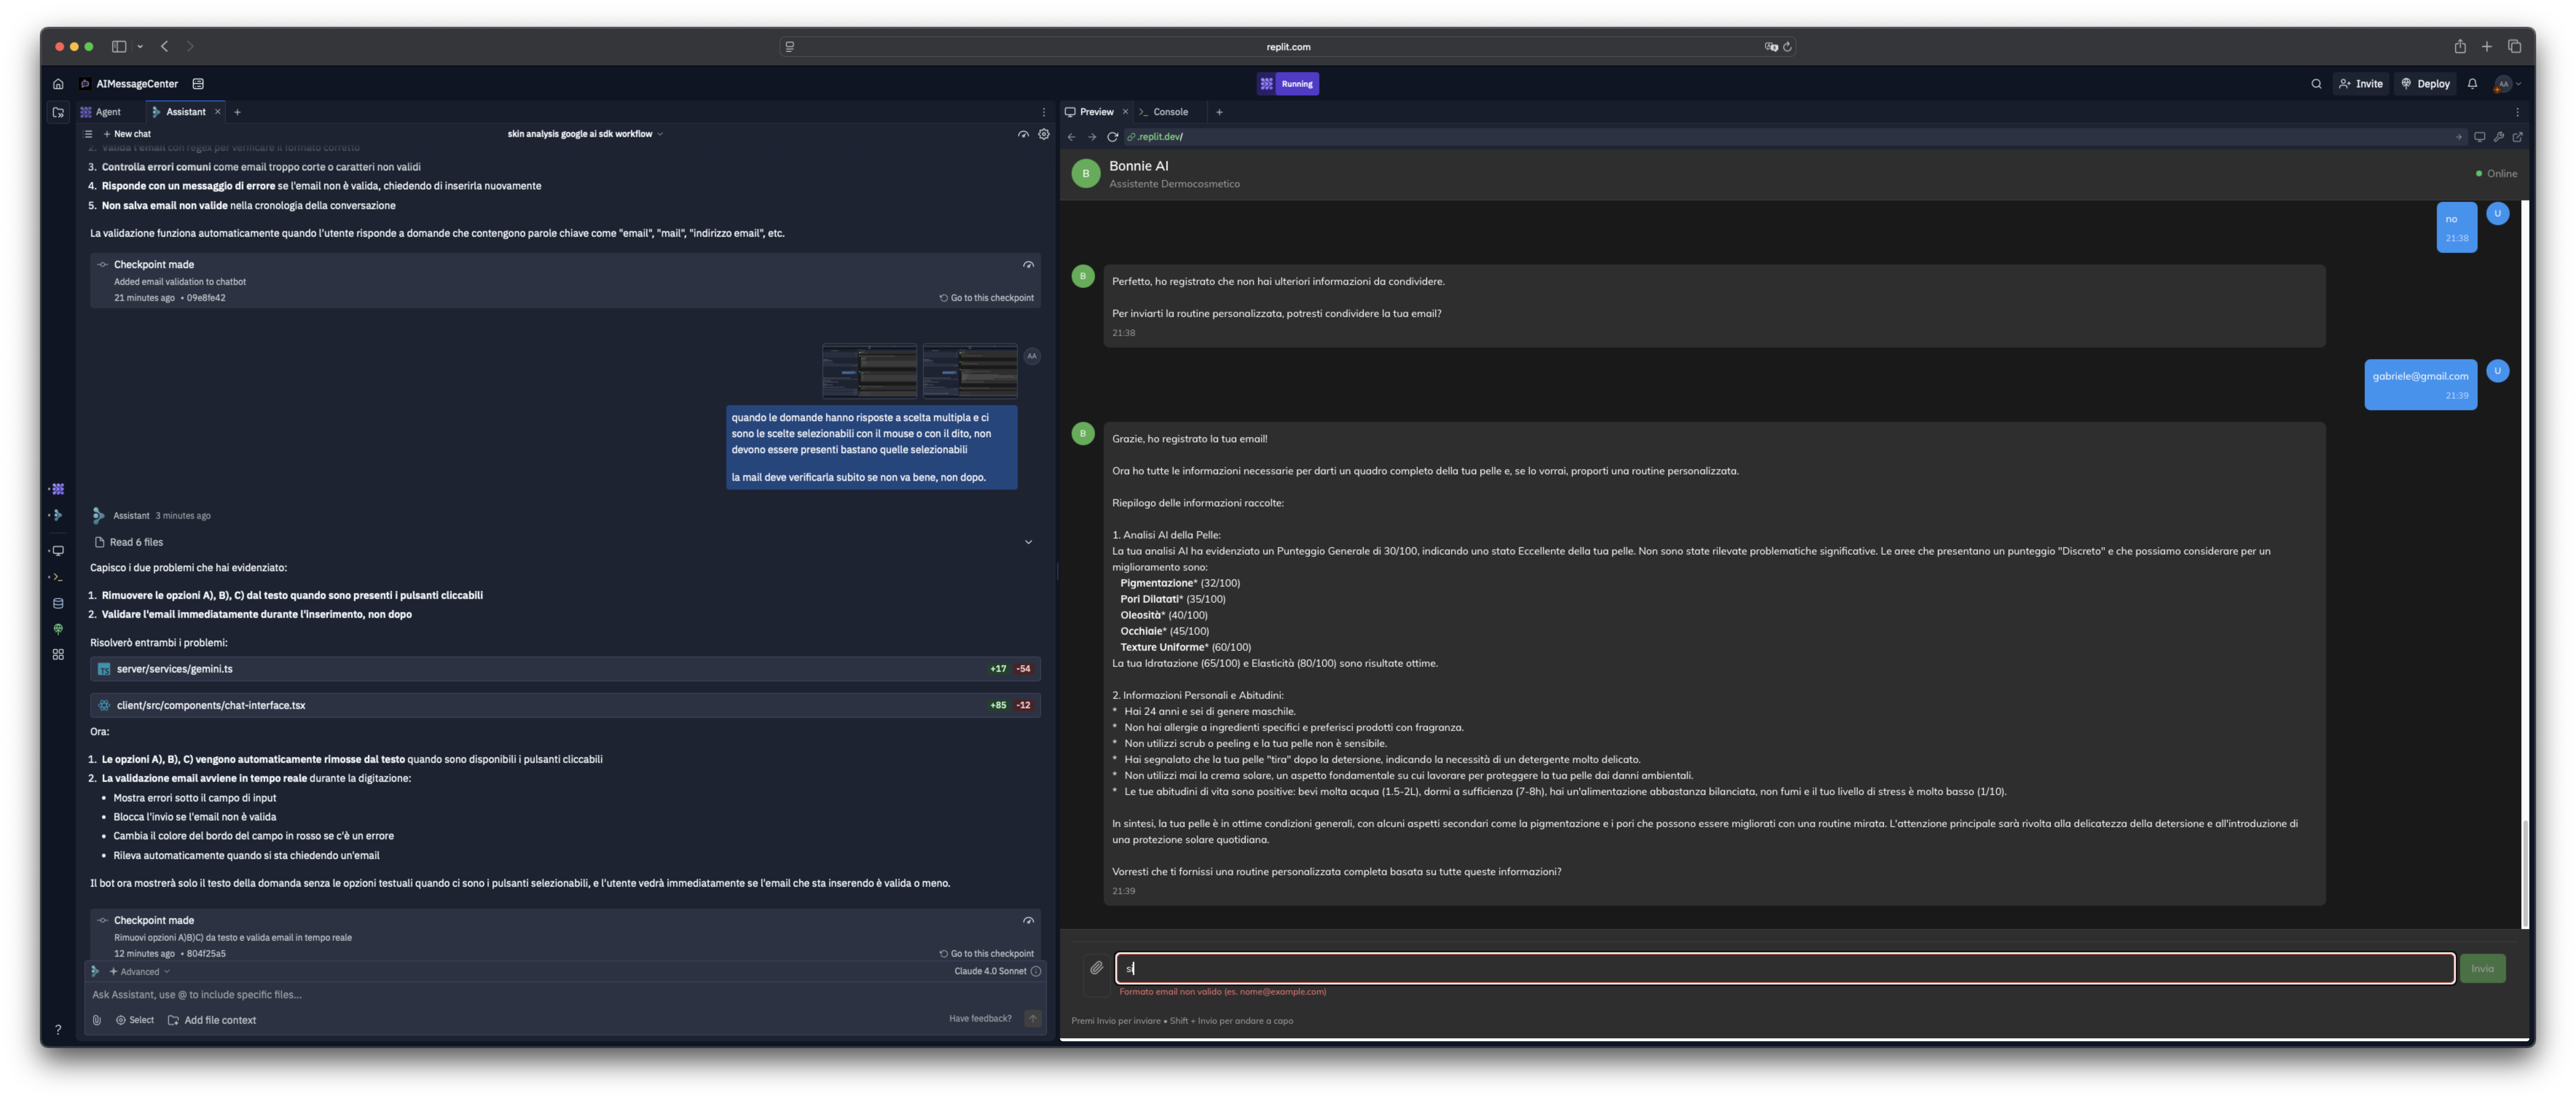 replit.com
AIMessageCenter
Running
Invite
Deploy
AA
Agent
Assistant
New chat
skin analysis google ai sdk workflow
2. Valida l'email con regex per verificare il formato corretto
3. Controlla errori comuni come email troppo corte o caratteri non validi
4. Risponde con un messaggio di errore se l'email non è valida, chiedendo di inserirla nuovamente
5. Non salva email non valide nella cronologia della conversazione
La validazione funziona automaticamente quando l'utente risponde a domande che contengono parole chiave come "email", "mail", "indirizzo email", etc.
Checkpoint made
Added email validation to chatbot
21 minutes ago • 09e8fe42
Go to this checkpoint
AA
quando le domande hanno risposte a scelta multipla e ci
sono le scelte selezionabili con il mouse o con il dito, non
devono essere presenti bastano quelle selezionabili
la mail deve verificarla subito se non va bene, non dopo.
Assistant 3 minutes ago
Read 6 files
Capisco i due problemi che hai evidenziato:
1. Rimuovere le opzioni A), B), C) dal testo quando sono presenti i pulsanti cliccabili
2. Validare l'email immediatamente durante l'inserimento, non dopo
Risolverò entrambi i problemi:
TS server/services/gemini.ts +17 -54
client/src/components/chat-interface.tsx +85 -12
Ora:
1. Le opzioni A), B), C) vengono automaticamente rimosse dal testo quando sono disponibili i pulsanti cliccabili
2. La validazione email avviene in tempo reale durante la digitazione:
• Mostra errori sotto il campo di input
• Blocca l'invio se l'email non è valida
• Cambia il colore del bordo del campo in rosso se c'è un errore
• Rileva automaticamente quando si sta chiedendo un'email
Il bot ora mostrerà solo il testo della domanda senza le opzioni testuali quando ci sono i pulsanti selezionabili, e l'utente vedrà immediatamente se l'email che sta inserendo è valida o meno.
Checkpoint made
Rimuovi opzioni A)B)C) da testo e valida email in tempo reale
12 minutes ago • 804f25a5
Go to this checkpoint
Advanced
Claude 4.0 Sonnet
Ask Assistant, use @ to include specific files...
Select
Add file context
Have feedback?
?
Preview
Console
.replit.dev/
B
Bonnie AI
Assistente Dermocosmetico
Online
no
21:38
U
B
Perfetto, ho registrato che non hai ulteriori informazioni da condividere.
Per inviarti la routine personalizzata, potresti condividere la tua email?
21:38
gabriele@gmail.com
21:39
U
B
Grazie, ho registrato la tua email!
Ora ho tutte le informazioni necessarie per darti un quadro completo della tua pelle e, se lo vorrai, proporti una routine personalizzata.
Riepilogo delle informazioni raccolte:
1. Analisi AI della Pelle:
La tua analisi AI ha evidenziato un Punteggio Generale di 30/100, indicando uno stato Eccellente della tua pelle. Non sono state rilevate problematiche significative. Le aree che presentano un punteggio "Discreto" e che possiamo considerare per un
miglioramento sono:
Pigmentazione* (32/100)
Pori Dilatati* (35/100)
Oleosità* (40/100)
Occhiaie* (45/100)
Texture Uniforme* (60/100)
La tua Idratazione (65/100) e Elasticità (80/100) sono risultate ottime.
2. Informazioni Personali e Abitudini:
* Hai 24 anni e sei di genere maschile.
* Non hai allergie a ingredienti specifici e preferisci prodotti con fragranza.
* Non utilizzi scrub o peeling e la tua pelle non è sensibile.
* Hai segnalato che la tua pelle "tira" dopo la detersione, indicando la necessità di un detergente molto delicato.
* Non utilizzi mai la crema solare, un aspetto fondamentale su cui lavorare per proteggere la tua pelle dai danni ambientali.
* Le tue abitudini di vita sono positive: bevi molta acqua (1.5-2L), dormi a sufficienza (7-8h), hai un'alimentazione abbastanza bilanciata, non fumi e il tuo livello di stress è molto basso (1/10).
In sintesi, la tua pelle è in ottime condizioni generali, con alcuni aspetti secondari come la pigmentazione e i pori che possono essere migliorati con una routine mirata. L'attenzione principale sarà rivolta alla delicatezza della detersione e all'introduzione di
una protezione solare quotidiana.
Vorresti che ti fornissi una routine personalizzata completa basata su tutte queste informazioni?
21:39
si
Invia
Formato email non valido (es. nome@example.com)
Premi Invio per inviare • Shift + Invio per andare a capo